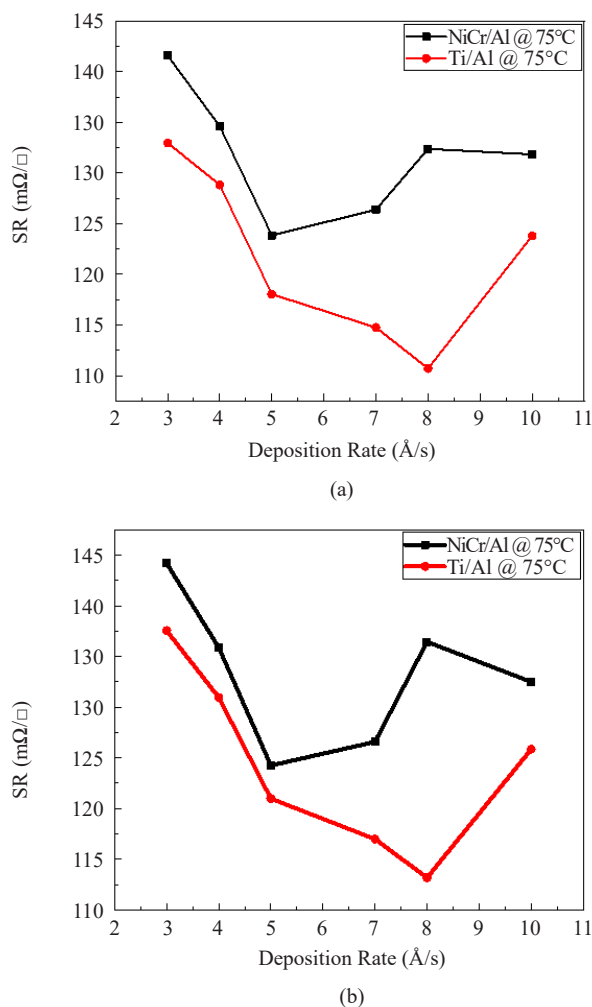 NiCr/Al @ 75°C
Ti/Al @ 75°C
145
140
130
130
125
120
115
110
SR (mΩ/□)
2 3 4 5 6 7 8 9 10 11
Deposition Rate (Å/s)
(a)
NiCr/Al @ 75°C
Ti/Al @ 75°C
145
140
130
130
125
120
115
110
SR (mΩ/□)
2 3 4 5 6 7 8 9 10 11
Deposition Rate (Å/s)
(b)